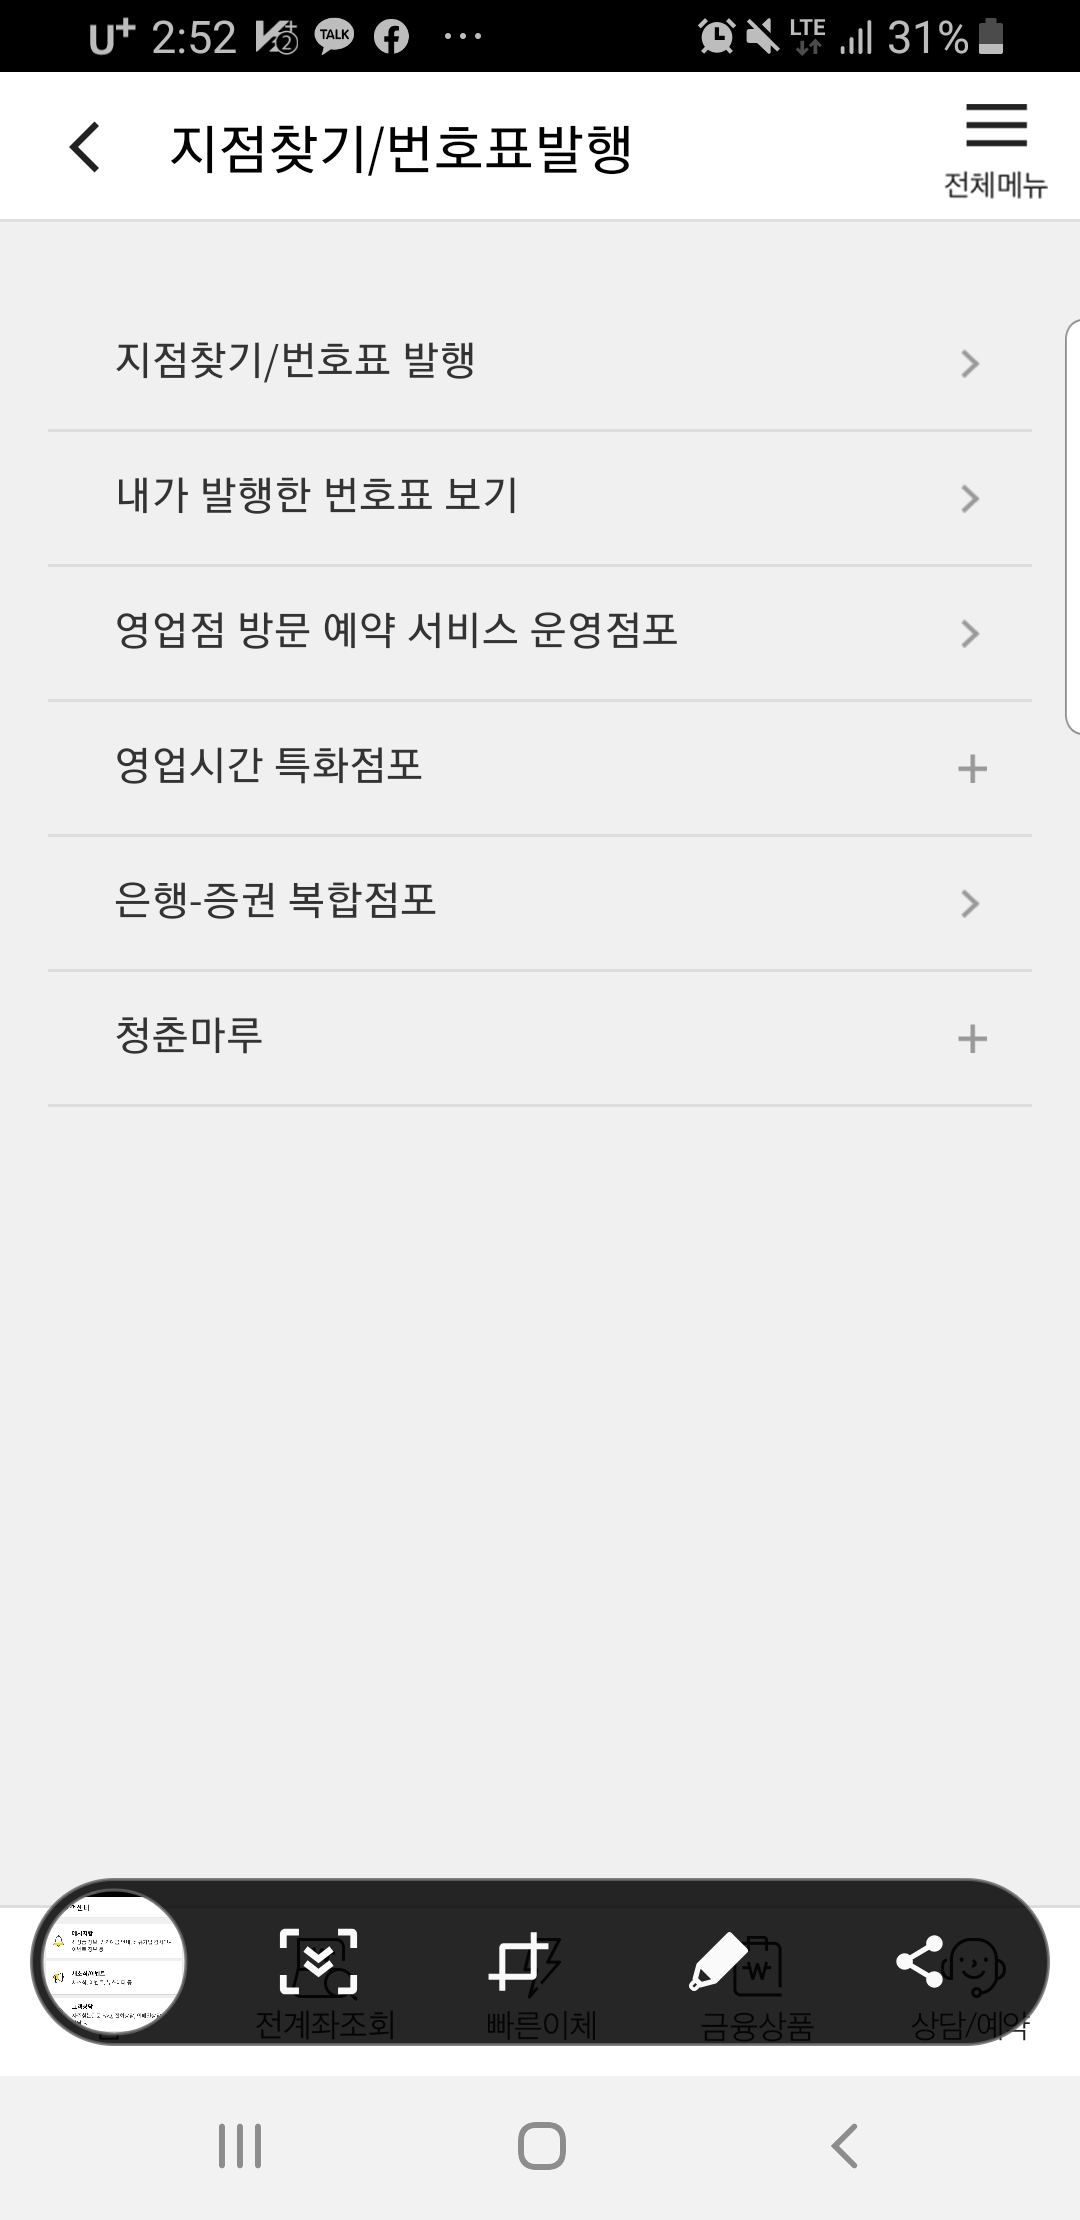 U+ 2:52 TALK LTE 31%
지점찾기/번호표발행
전체메뉴
지점찾기/번호표 발행
내가 발행한 번호표 보기
영업점 방문 예약 서비스 운영점포
영업시간 특화점포
은행-증권 복합점포
청춘마루
전계좌조회 빠른이체 금융상품 상담/예약